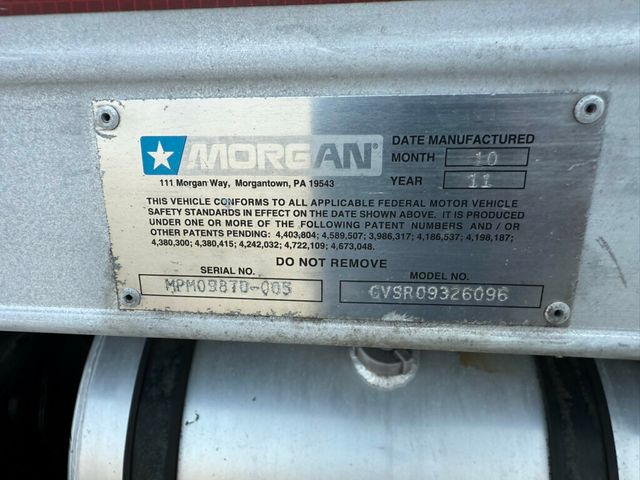 MORGAN®
DATE MANUFACTURED
MONTH 10
YEAR 11
111 Morgan Way, Morgantown, PA 19543
THIS VEHICLE CONFORMS TO ALL APPLICABLE FEDERAL MOTOR VEHICLE
SAFETY STANDARDS IN EFFECT ON THE DATE SHOWN ABOVE. IT IS PRODUCED
UNDER ONE OR MORE OF THE FOLLOWING PATENT NUMBERS AND / OR
OTHER PATENTS PENDING: 4,403,804; 4,589,507; 3,986,317; 4,186,537; 4,198,187;
4,380,300; 4,380,415; 4,242,032; 4,722,109; 4,673,048.
DO NOT REMOVE
SERIAL NO. MODEL NO.
GVSR09326096